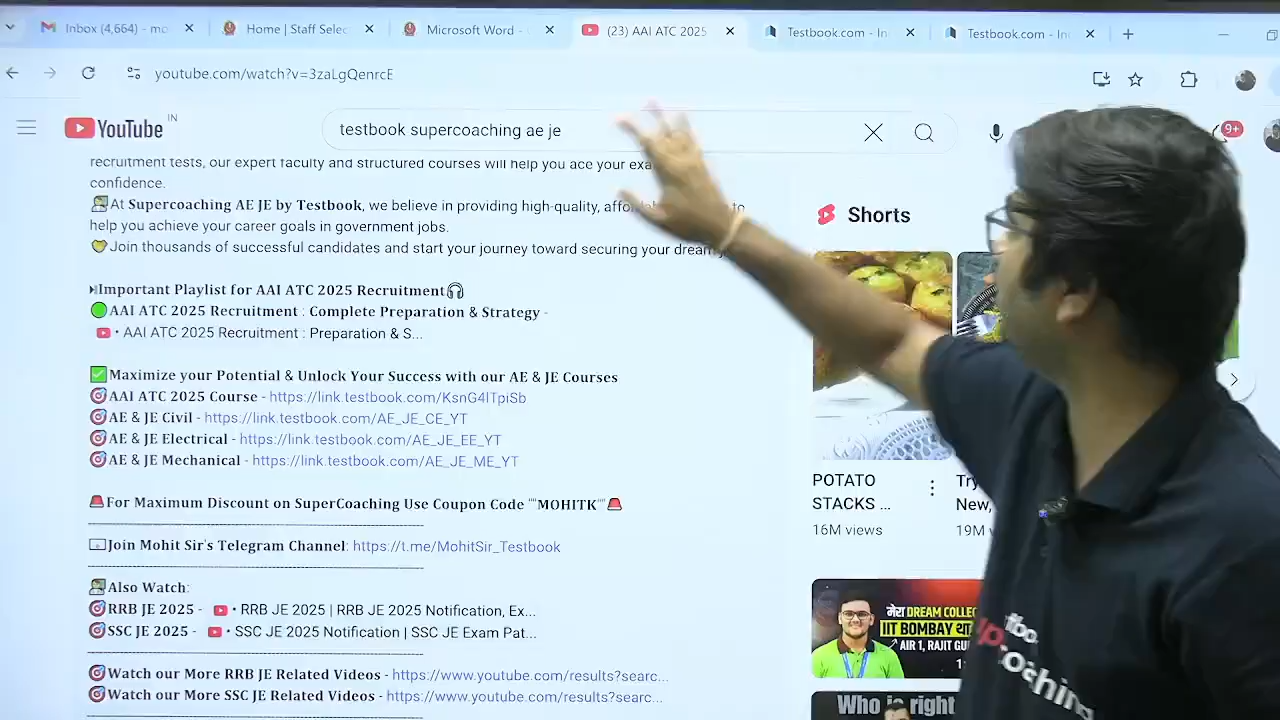 Inbox (4,664) - mo
Home | Staff Selec
Microsoft Word -
(23) AAI ATC 2025
Testbook.com - In
Testbook.com - In
youtube.com/watch?v=3zaLgQenrcE
YouTube IN
testbook supercoaching ae je
9+
recruitment tests, our expert faculty and structured courses will help you ace your exa
confidence.
At Supercoaching AE JE by Testbook, we believe in providing high-quality, to
help you achieve your career goals in government jobs.
Join thousands of successful candidates and start your journey toward securing your dream
Important Playlist for AAI ATC 2025 Recruitment
AAI ATC 2025 Recruitment : Complete Preparation & Strategy -
• AAI ATC 2025 Recruitment : Preparation & S...
Maximize your Potential & Unlock Your Success with our AE & JE Courses
AAI ATC 2025 Course - https://link.testbook.com/KsnG4lTpiSb
AE & JE Civil - https://link.testbook.com/AE_JE_CE_YT
AE & JE Electrical - https://link.testbook.com/AE_JE_EE_YT
AE & JE Mechanical - https://link.testbook.com/AE_JE_ME_YT
For Maximum Discount on SuperCoaching Use Coupon Code ""MOHITK""
Join Mohit Sir's Telegram Channel: https://t.me/MohitSir_Testbook
Also Watch:
RRB JE 2025 - • RRB JE 2025 | RRB JE 2025 Notification, Ex...
SSC JE 2025 - • SSC JE 2025 Notification | SSC JE Exam Pat...
Watch our More RRB JE Related Videos - https://www.youtube.com/results?searc...
Watch our More SSC JE Related Videos - https://www.youtube.com/results?searc...
Shorts
POTATO
STACKS ...
16M views
Try
New,
19M
मेरा DREAM COLLEG
IIT BOMBAY था
AIR 1, RAJIT GU
Who is right